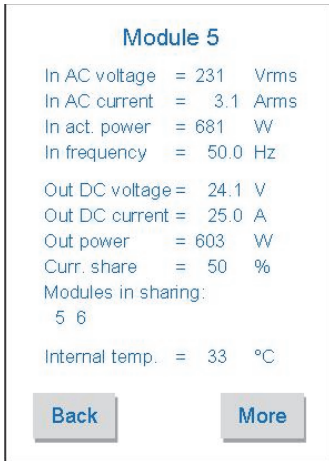 Module 5
In AC voltage = 231 Vrms
In AC current = 3.1 Arms
In act. power = 681 W
In frequency = 50.0 Hz
Out DC voltage = 24.1 V
Out DC current = 25.0 A
Out power = 603 W
Curr. share = 50 %
Modules in sharing:
5 6
Internal temp. = 33 °C
Back More